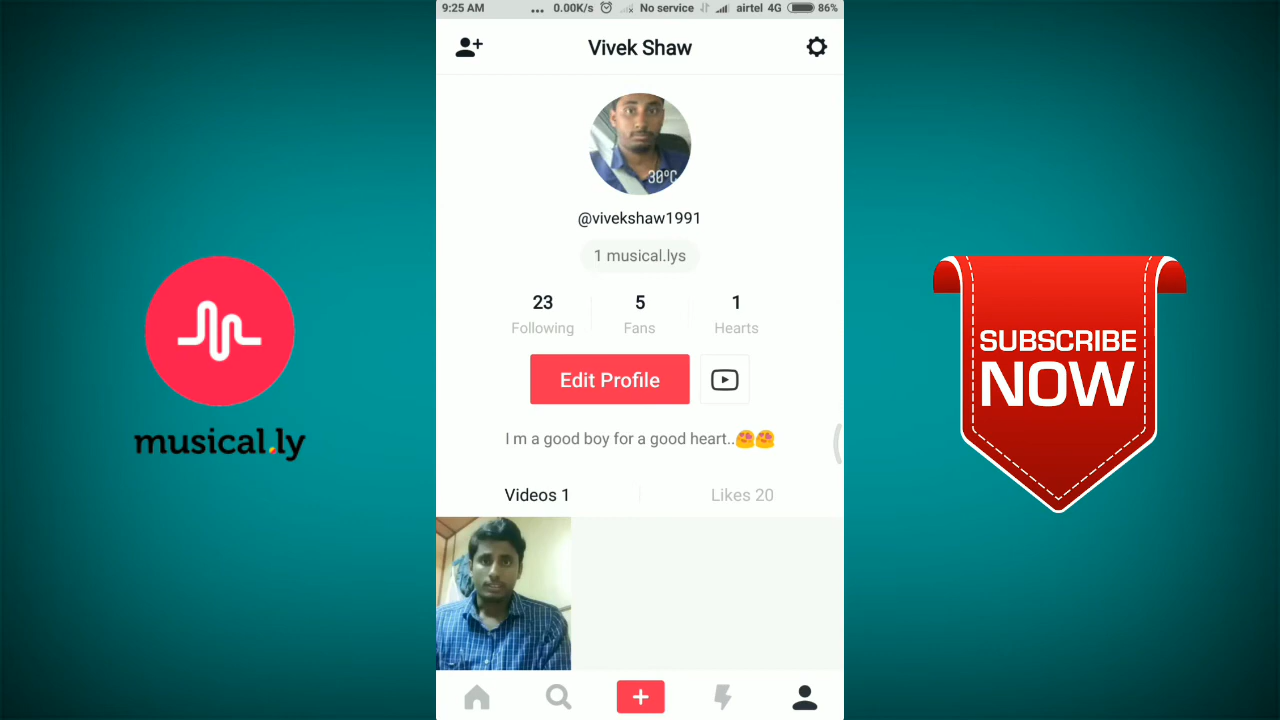 9:25 AM ... 0.00K/s No service airtel 4G 86%
Vivek Shaw
30°C
@vivekshaw1991
1 musical.lys
23 5 1
Following Fans Hearts
Edit Profile
I m a good boy for a good heart..😍😍
Videos 1 Likes 20
musical.ly
SUBSCRIBE
NOW